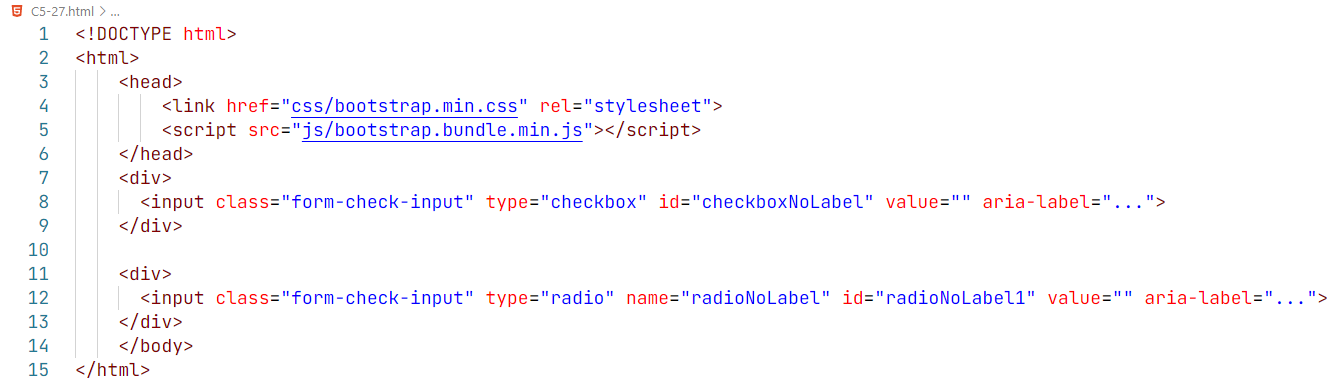 C5-27.html > ...
1 <!DOCTYPE html>
2 <html>
3 <head>
4 <link href="css/bootstrap.min.css" rel="stylesheet">
5 <script src="js/bootstrap.bundle.min.js"></script>
6 </head>
7 <div>
8 <input class="form-check-input" type="checkbox" id="checkboxNoLabel" value="" aria-label="...">
9 </div>
10
11 <div>
12 <input class="form-check-input" type="radio" name="radioNoLabel" id="radioNoLabel1" value="" aria-label="...">
13 </div>
14 </body>
15 </html>